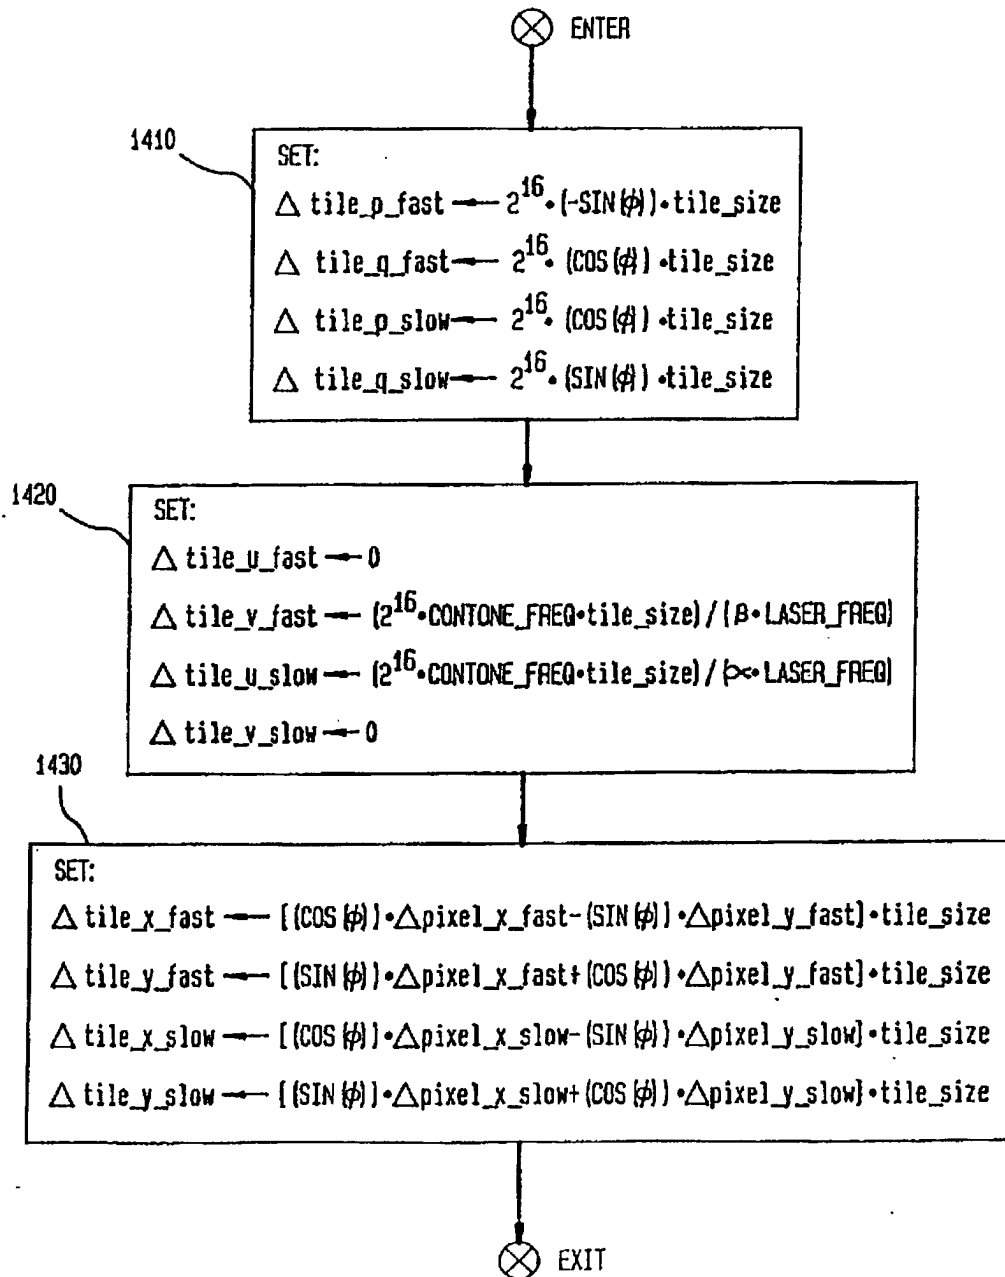 ENTER
1410
SET:
Δ tile_p_fast ← 2^16 • (-SIN(ϕ)) • tile_size
Δ tile_q_fast ← 2^16 • (COS(ϕ)) • tile_size
Δ tile_p_slow ← 2^16 • (COS(ϕ)) • tile_size
Δ tile_q_slow ← 2^16 • (SIN(ϕ)) • tile_size
1420
SET:
Δ tile_u_fast ← 0
Δ tile_v_fast ← (2^16 • CONTONE_FREQ • tile_size) / (β • LASER_FREQ)
Δ tile_u_slow ← (2^16 • CONTONE_FREQ • tile_size) / (∝ • LASER_FREQ)
Δ tile_v_slow ← 0
1430
SET:
Δ tile_x_fast ← [(COS(ϕ)) • Δpixel_x_fast-(SIN(ϕ)) • Δpixel_y_fast] • tile_size
Δ tile_y_fast ← [(SIN(ϕ)) • Δpixel_x_fast+(COS(ϕ)) • Δpixel_y_fast] • tile_size
Δ tile_x_slow ← [(COS(ϕ)) • Δpixel_x_slow-(SIN(ϕ)) • Δpixel_y_slow] • tile_size
Δ tile_y_slow ← [(SIN(ϕ)) • Δpixel_x_slow+(COS(ϕ)) • Δpixel_y_slow] • tile_size
EXIT